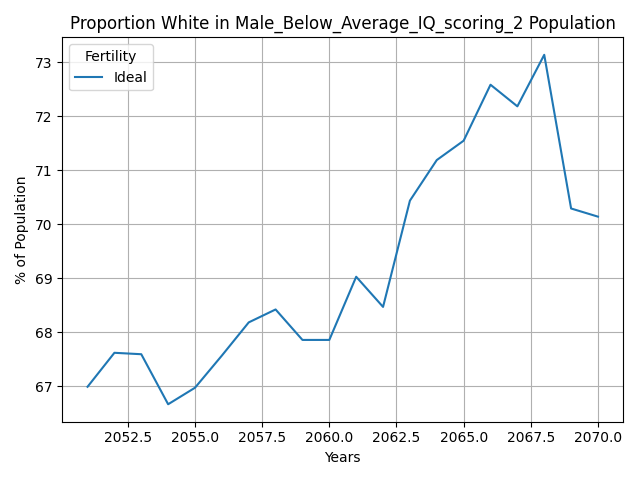 Proportion White in Male_Below_Average_IQ_scoring_2 Population
Fertility
Ideal
% of Population
73
72
71
70
69
68
67
2052.5 2055.0 2057.5 2060.0 2062.5 2065.0 2067.5 2070.0
Years